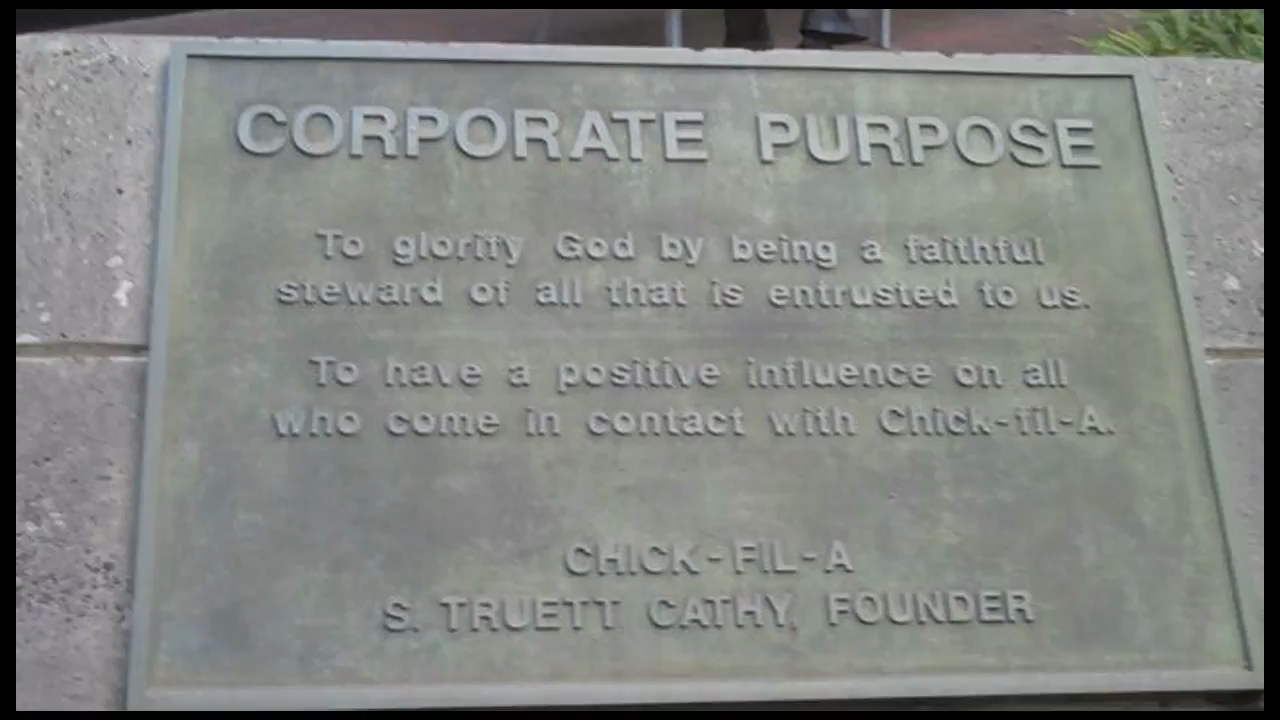 CORPORATE PURPOSE
To glorify God by being a faithful
steward of all that is entrusted to us.
To have a positive influence on all
who come in contact with Chick-fil-A.
CHICK-FIL-A
S. TRUETT CATHY, FOUNDER